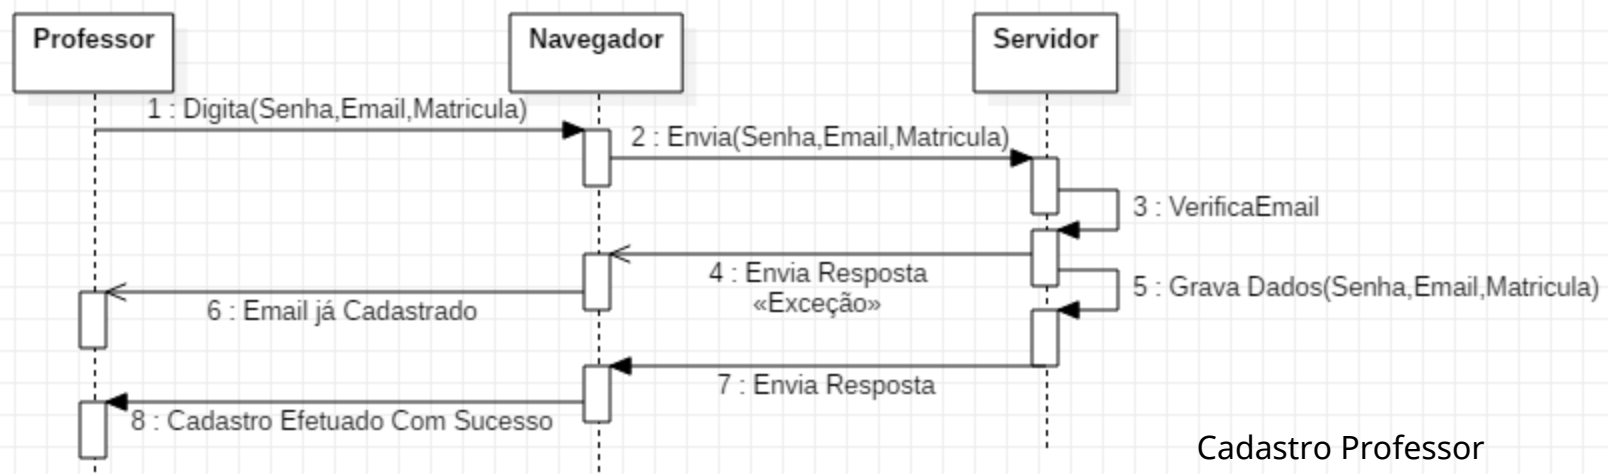 Professor
Navegador
Servidor
1 : Digita(Senha,Email,Matricula)
2 : Envia(Senha,Email,Matricula)
3 : VerificaEmail
4 : Envia Resposta
«Exceção»
5 : Grava Dados(Senha,Email,Matricula)
6 : Email já Cadastrado
7 : Envia Resposta
8 : Cadastro Efetuado Com Sucesso
Cadastro Professor